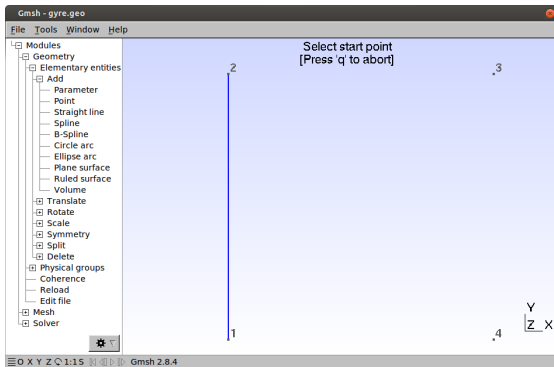 Gmsh - gyre.geo
File Tools Window Help
Modules
Geometry
Elementary entities
Add
Parameter
Point
Straight line
Spline
B-Spline
Circle arc
Ellipse arc
Plane surface
Ruled surface
Volume
Translate
Rotate
Scale
Symmetry
Split
Delete
Physical groups
Coherence
Reload
Edit file
Mesh
Solver
Select start point
[Press 'q' to abort]
2
3
1
4
Y
Z X
O X Y Z 1:1 S Gmsh 2.8.4